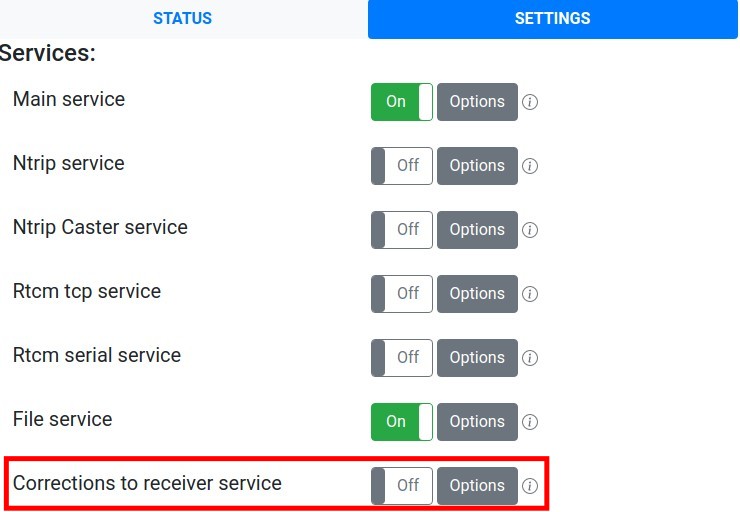 STATUS SETTINGS
Services:
Main service On Options i
Ntrip service Off Options i
Ntrip Caster service Off Options i
Rtcm tcp service Off Options i
Rtcm serial service Off Options i
File service On Options i
Corrections to receiver service Off Options i